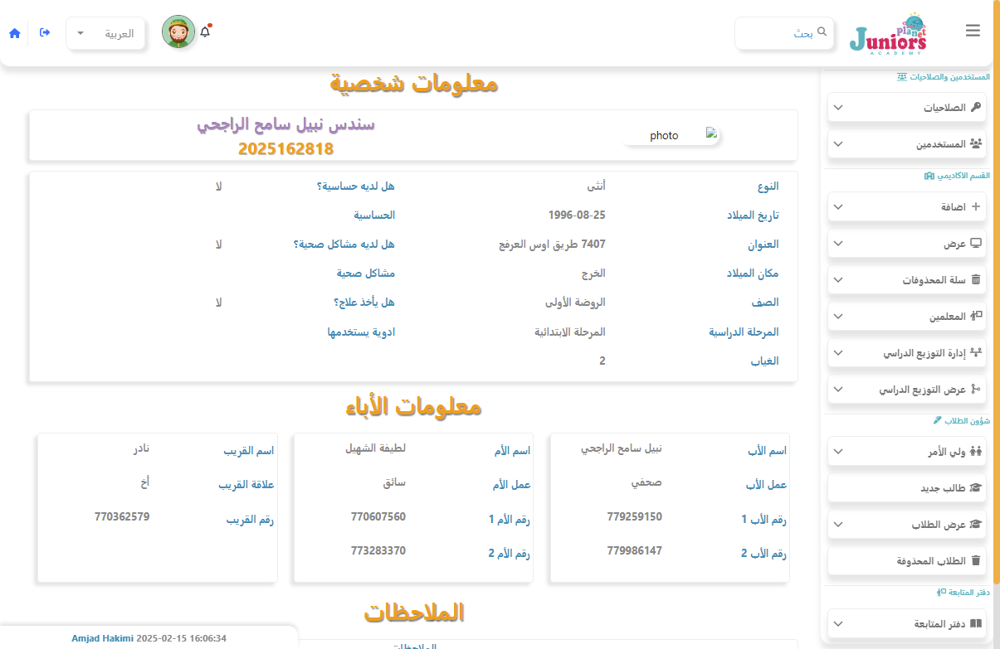 Juniors
planet
ACADEMY
بحث
العربية
المستخدمين والصلاحيات
الصلاحيات
المستخدمين
القسم الاكاديمي
اضافة
عرض
سلة المحذوفات
المعلمين
إدارة التوزيع الدراسي
عرض التوزيع الدراسي
شؤون الطلاب
ولي الأمر
طالب جديد
عرض الطلاب
الطلاب المحذوفة
دفتر المتابعة
دفتر المتابعة
معلومات شخصية
photo
سندس نبيل سامح الراجحي
2025162818
النوع أنثى هل لديه حساسية؟ لا
تاريخ الميلاد 1996-08-25 الحساسية
العنوان 7407 طريق اوس العرفج هل لديه مشاكل صحية؟ لا
مكان الميلاد الخرج مشاكل صحية
الصف الروضة الأولى هل يأخذ علاج؟ لا
المرحلة الدراسية المرحلة الابتدائية ادوية يستخدمها
الغياب 2
معلومات الأباء
اسم الأب نبيل سامح الراجحي
عمل الأب صحفي
رقم الأب 1 779259150
رقم الأب 2 779986147
اسم الأم لطيفة الشهيل
عمل الأم سائق
رقم الأم 1 770607560
رقم الأم 2 773283370
اسم القريب نادر
علاقة القريب أخ
رقم القريب 770362579
الملاحظات
الملاحظات
Amjad Hakimi 2025-02-15 16:06:34